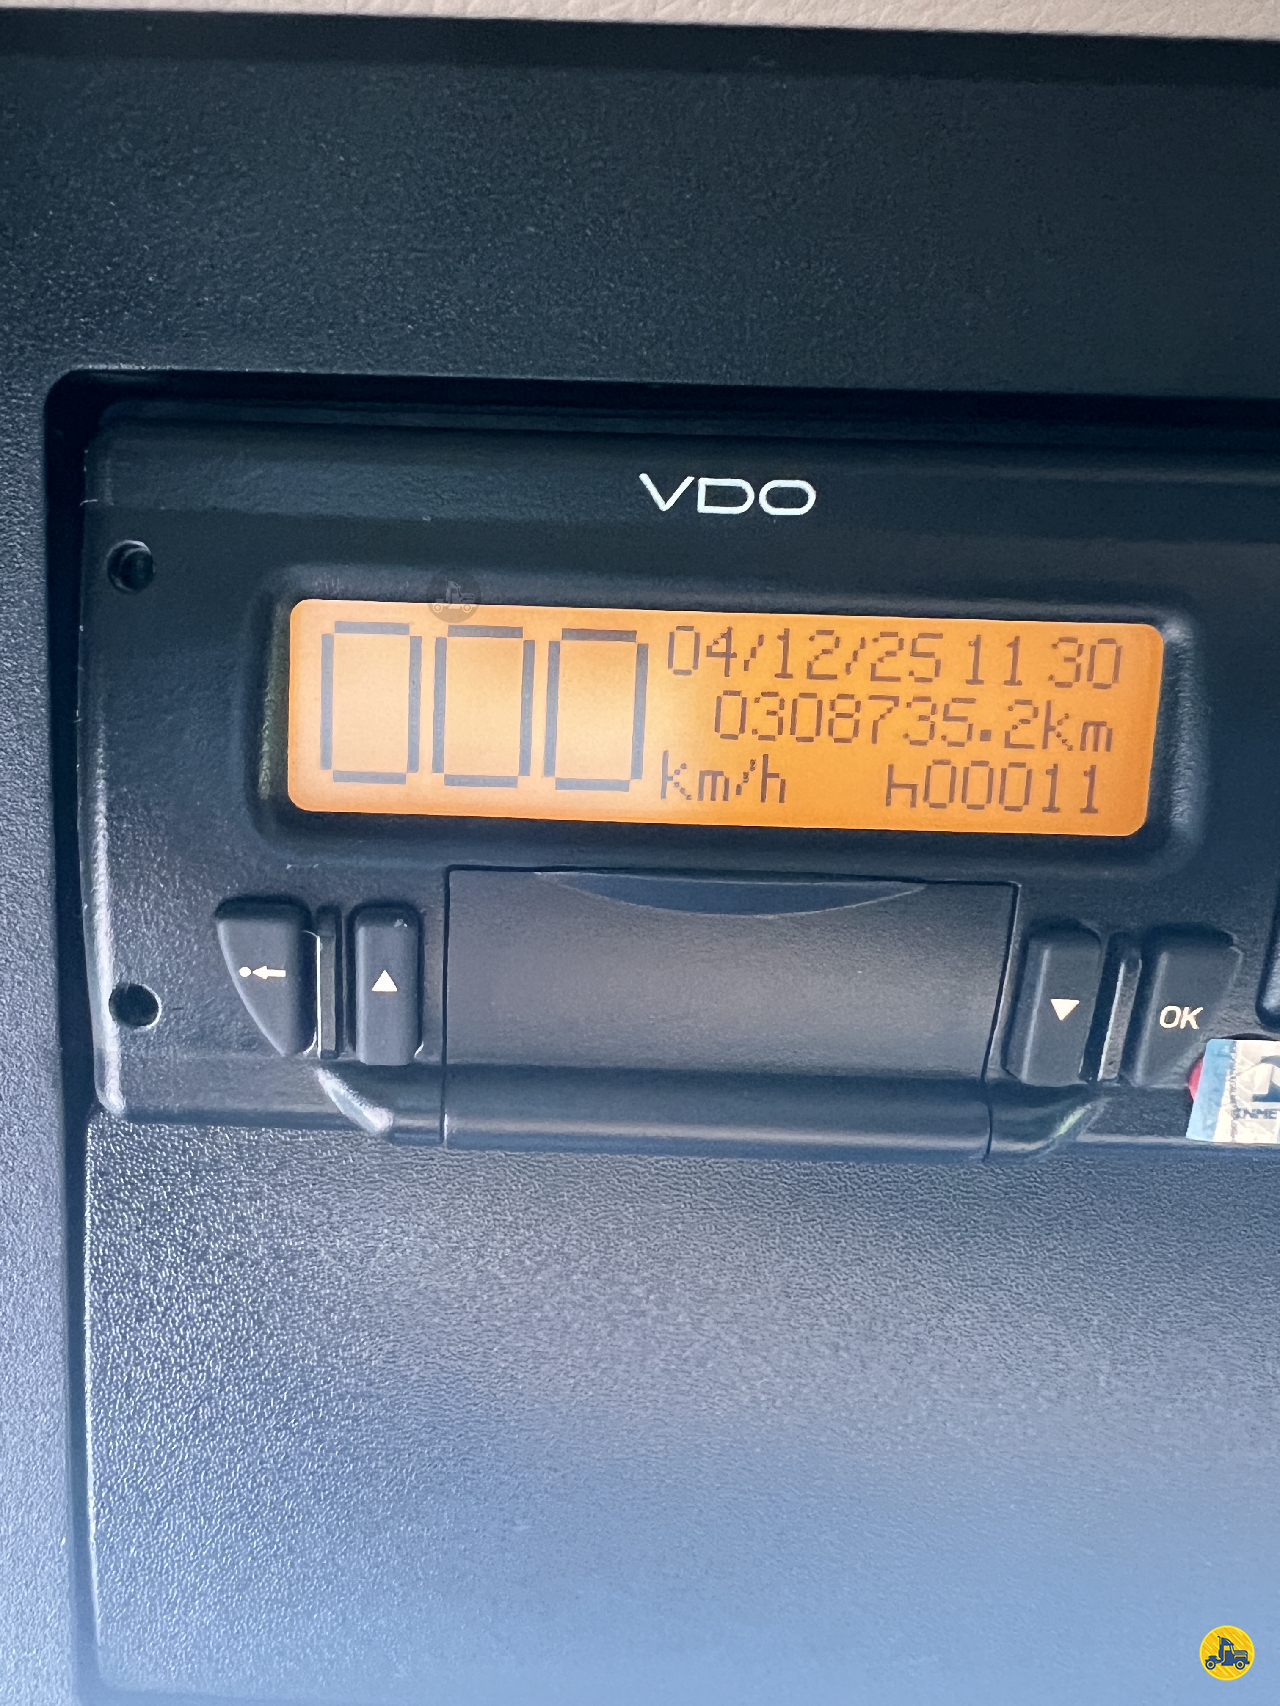 VDO
000
04/12/25 11 30
0308735.2km
km/h h00011
OK